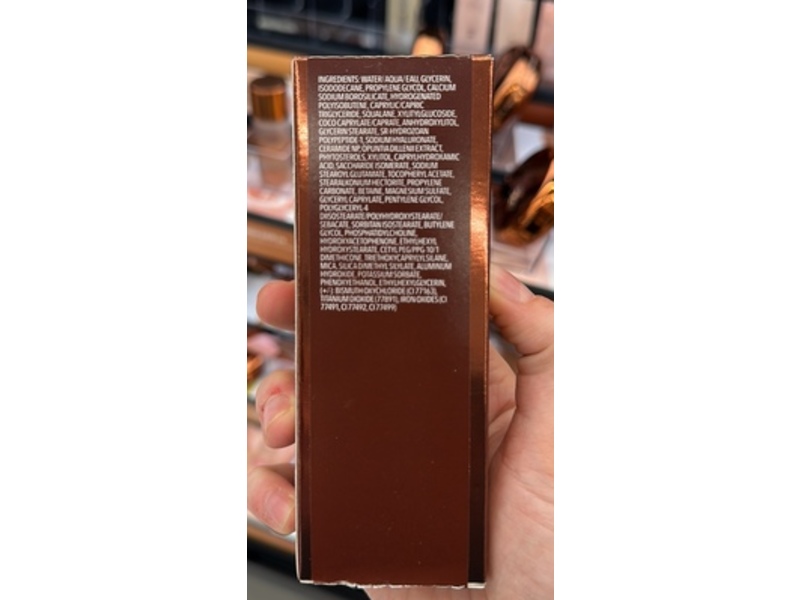 INGREDIENTS: WATER/ AQUA/ EAU, GLYCERIN,
ISODODECANE, PROPYLENE GLYCOL, CALCIUM
SODIUM BOROSILICATE, HYDROGENATED
POLYISOBUTENE, CAPRYLIC/CAPRIC
TRIGLYCERIDE, SQUALANE, XYLITYLGLUCOSIDE,
COCO CAPRYLATE/CAPRATE, ANHYDROXYLITOL,
GLYCERIN STEARATE, SR-HYDROZOAN
POLYPEPTIDE-1, SODIUM HYALURONATE,
CERAMIDE NP, OPUNTIA DILLENII EXTRACT,
PHYTOSTEROLS, XYLITOL, CAPRYLHYDROXAMIC
ACID, SACCHARIDE ISOMERATE, SODIUM
STEAROYL GLUTAMATE, TOCOPHERYL ACETATE,
STEARALKONIUM HECTORITE, PROPYLENE
CARBONATE, BETAINE, MAGNESIUM SULFATE,
GLYCERYL CAPRYLATE, PENTYLENE GLYCOL,
POLYGLYCERYL-4
DIISOSTEARATE/POLYHYDROXYSTEARATE/
SEBACATE, SORBITAN ISOSTEARATE, BUTYLENE
GLYCOL, PHOSPHATIDYLCHOLINE,
HYDROXYACETOPHENONE, ETHYLHEXYL
HYDROXYSTEARATE, CETYL PEG/PPG 10/1
DIMETHICONE, TRIETHOXYCAPRYLYLSILANE,
MICA, SILICA DIMETHYL SILYLATE, ALUMINUM
HYDROXIDE, POTASSIUM SORBATE,
PHENOXYETHANOL, ETHYLHEXYLGLYCERIN,
(+/-): BISMUTH OXYCHLORIDE (CI 77163),
TITANIUM DIOXIDE (77891), IRON OXIDES (CI
77491, CI 77492, CI 77499)